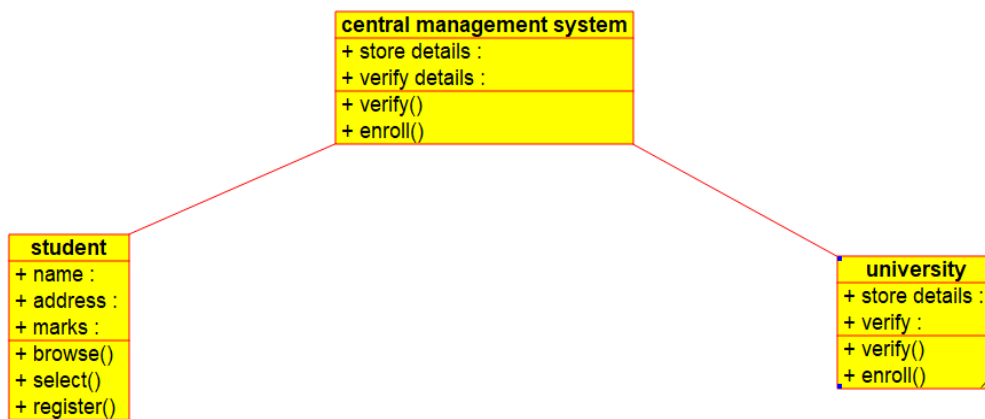 central management system
+ store details :
+ verify details :
+ verify()
+ enroll()
student
+ name :
+ address :
+ marks :
+ browse()
+ select()
+ register()
university
+ store details :
+ verify :
+ verify()
+ enroll()